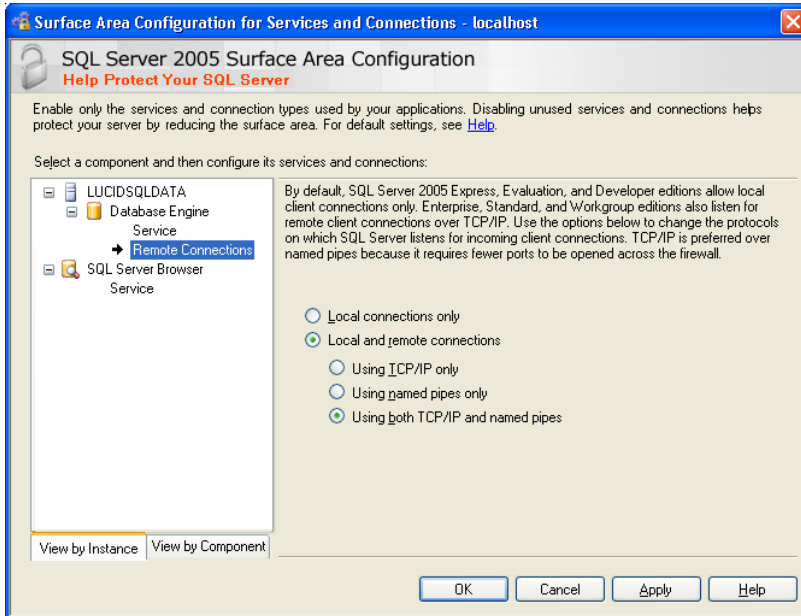 Surface Area Configuration for Services and Connections - localhost
SQL Server 2005 Surface Area Configuration
Help Protect Your SQL Server
Enable only the services and connection types used by your applications. Disabling unused services and connections helps
protect your server by reducing the surface area. For default settings, see Help.
Select a component and then configure its services and connections:
LUCIDSQLDATA
Database Engine
Service
Remote Connections
SQL Server Browser
Service
View by Instance
View by Component
By default, SQL Server 2005 Express, Evaluation, and Developer editions allow local
client connections only. Enterprise, Standard, and Workgroup editions also listen for
remote client connections over TCP/IP. Use the options below to change the protocols
on which SQL Server listens for incoming client connections. TCP/IP is preferred over
named pipes because it requires fewer ports to be opened across the firewall.
Local connections only
Local and remote connections
Using TCP/IP only
Using named pipes only
Using both TCP/IP and named pipes
OK
Cancel
Apply
Help